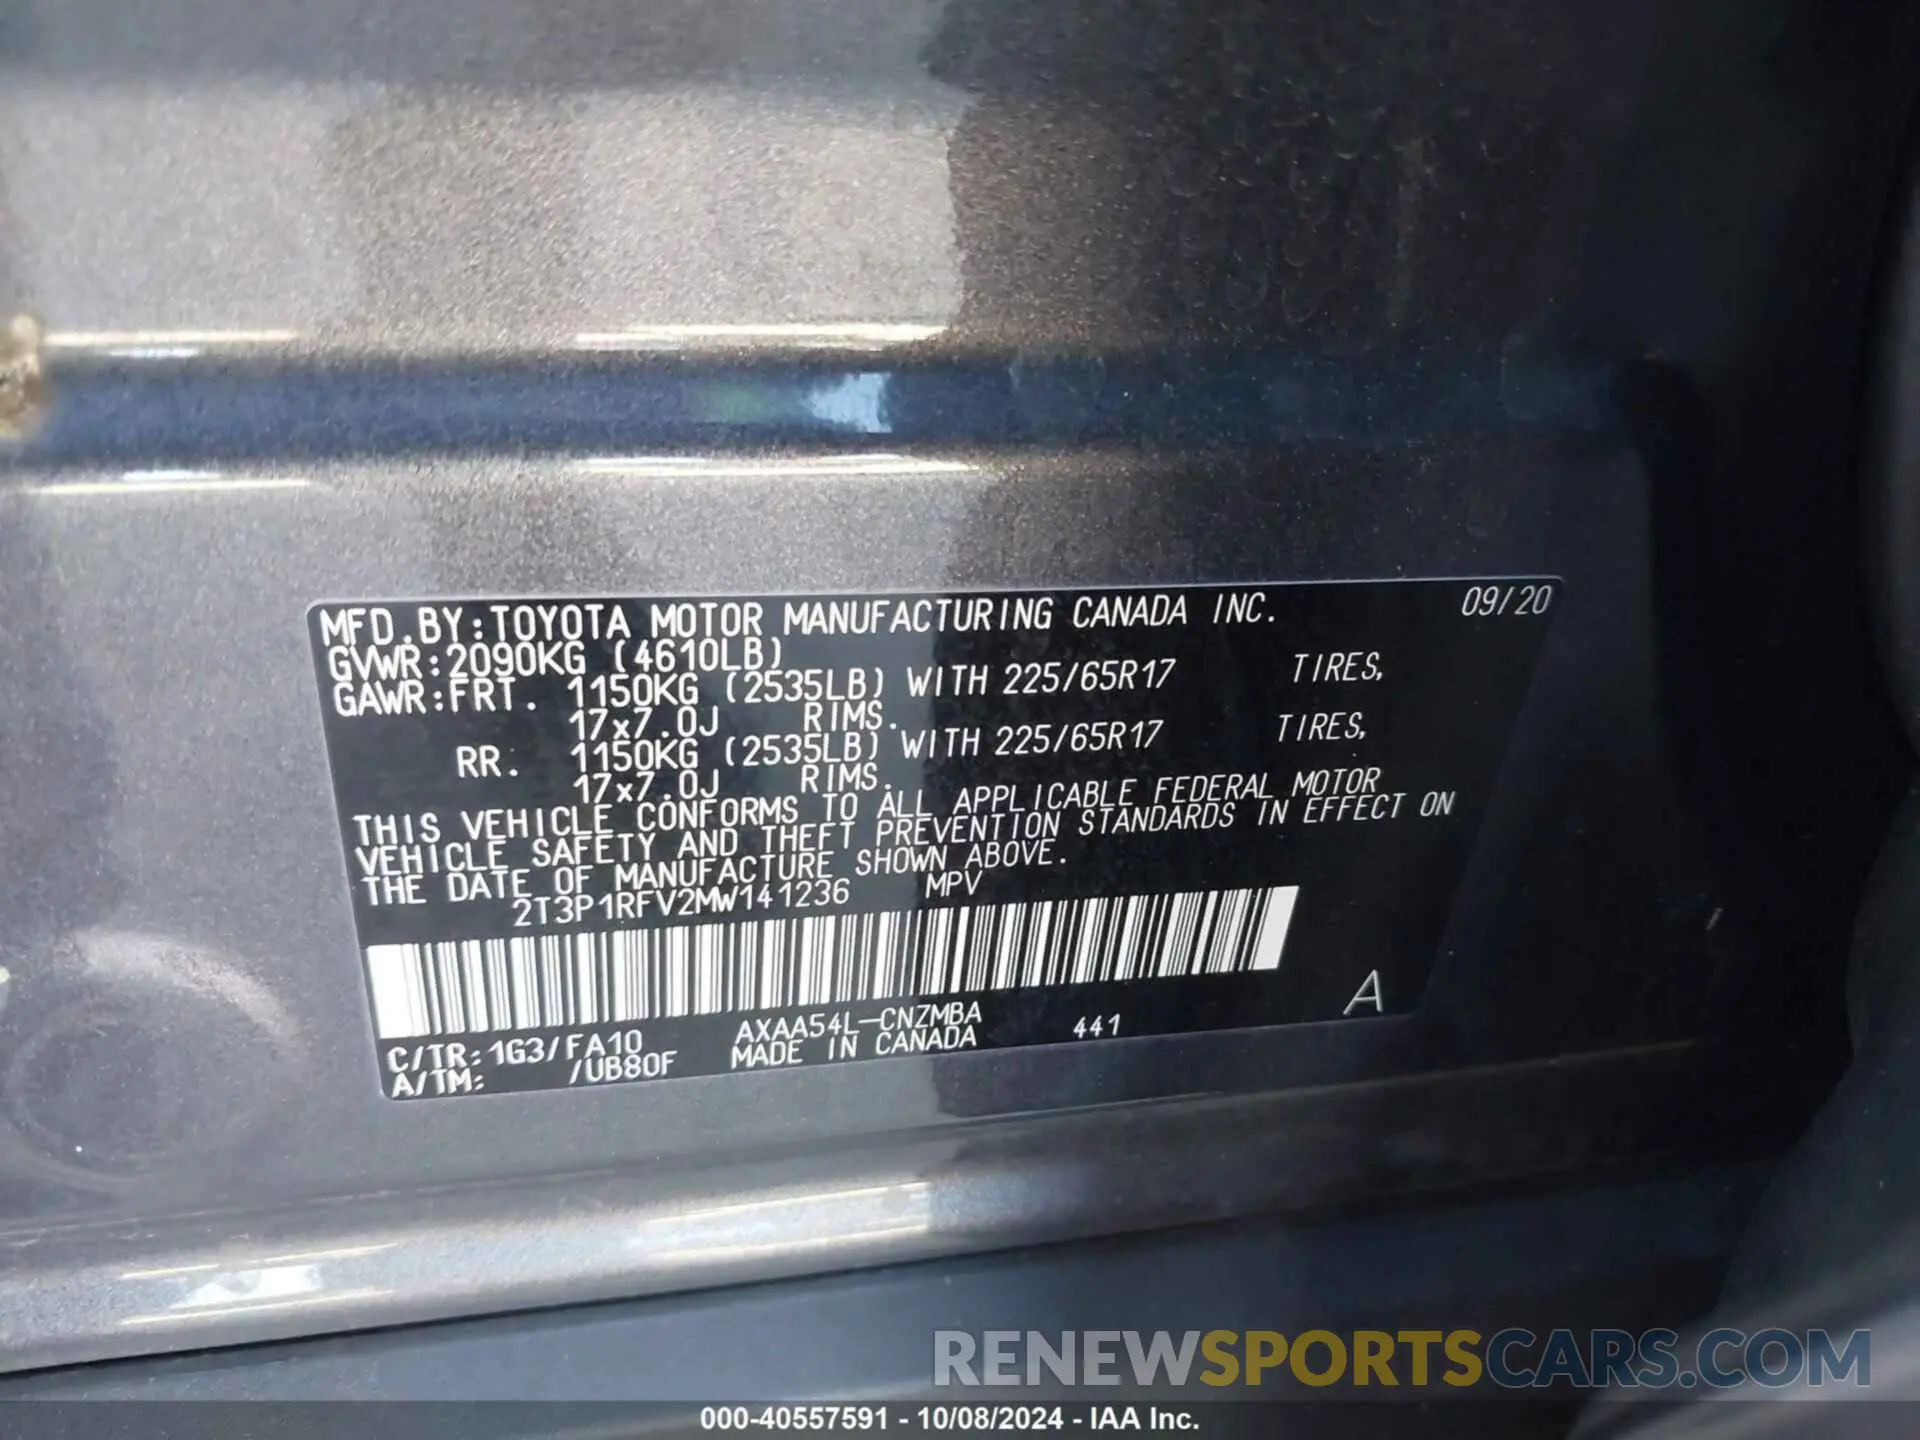 MFD.BY:TOYOTA MOTOR MANUFACTURING CANADA INC. 09/20
GVWR:2090KG (4610LB)
GAWR:FRT. 1150KG (2535LB) WITH 225/65R17 TIRES,
17x7.0J RIMS.
RR. 1150KG (2535LB) WITH 225/65R17 TIRES,
17x7.0J RIMS.
THIS VEHICLE CONFORMS TO ALL APPLICABLE FEDERAL MOTOR
VEHICLE SAFETY AND THEFT PREVENTION STANDARDS IN EFFECT ON
THE DATE OF MANUFACTURE SHOWN ABOVE.
2T3P1RFV2MW141236 MPV
C/TR:1G3/FA10 AXAA54L-CNZMBA 441 A
A/TM: /UB80F MADE IN CANADA
RENEWSPORTSCARS.COM
000-40557591 - 10/08/2024 - IAA Inc.